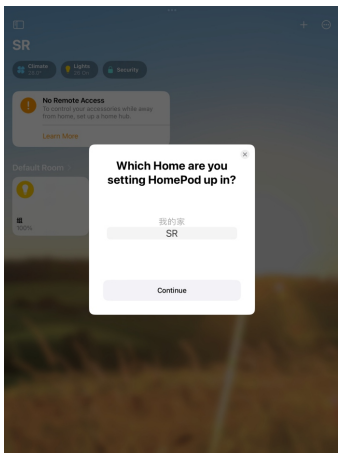 SR
Climate
Lights
Security
No Remote Access
To control your accessories while away
from home, set up a home hub.
Learn More
Default Room
100%
Which Home are you
setting HomePod up in?
我的家
SR
Continue